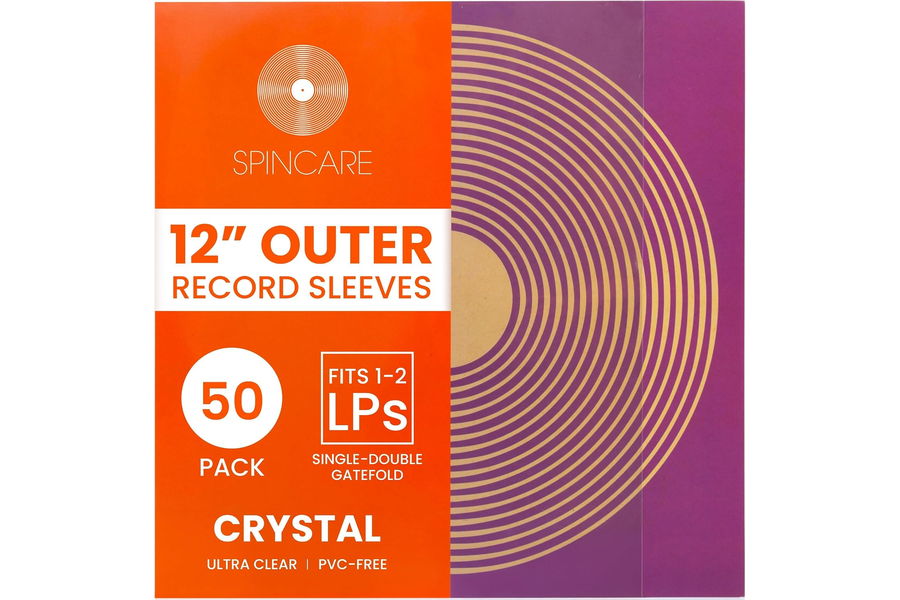 SPINCARE
12” OUTER
RECORD SLEEVES
50
PACK
FITS 1-2
LPs
SINGLE-DOUBLE
GATEFOLD
CRYSTAL
ULTRA CLEAR | PVC-FREE